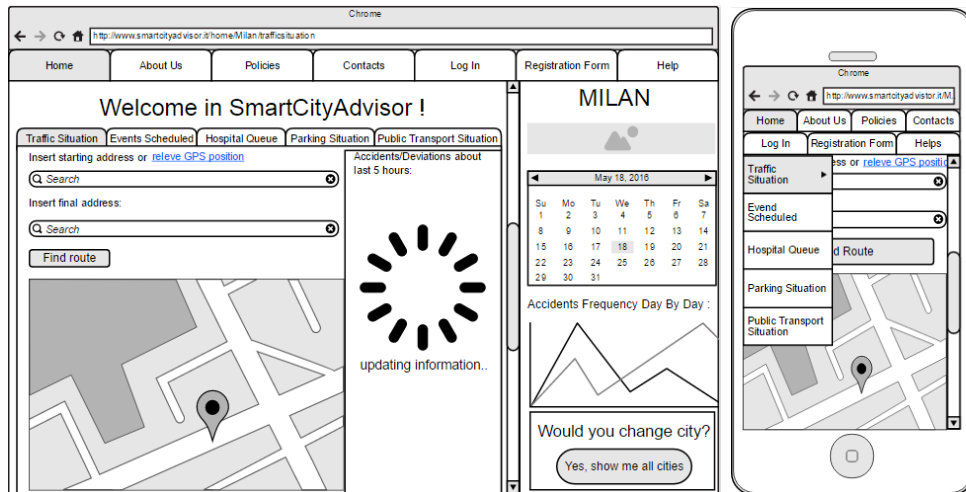 Chrome
http://www.smartcityadvisor.it/home/Milan/trafficsituation
Home About Us Policies Contacts Log In Registration Form Help
Welcome in SmartCityAdvisor !
Traffic Situation Events Scheduled Hospital Queue Parking Situation Public Transport Situation
Insert starting address or releve GPS position
Search
Insert final address:
Search
Find route
Accidents/Deviations about
last 5 hours:
updating information..
MILAN
May 18, 2016
Su Mo Tu We Th Fr Sa
1 2 3 4 5 6 7
8 9 10 11 12 13 14
15 16 17 18 19 20 21
22 23 24 25 26 27 28
29 30 31
Accidents Frequency Day By Day :
Would you change city?
Yes, show me all cities
Chrome
http://www.smartcityadvistor.it/M
Home About Us Policies Contacts
Log In Registration Form Helps
ess or releve GPS positic
Traffic
Situation
Evend
Scheduled
Hospital Queue
d Route
Parking Situation
Public Transport
Situation